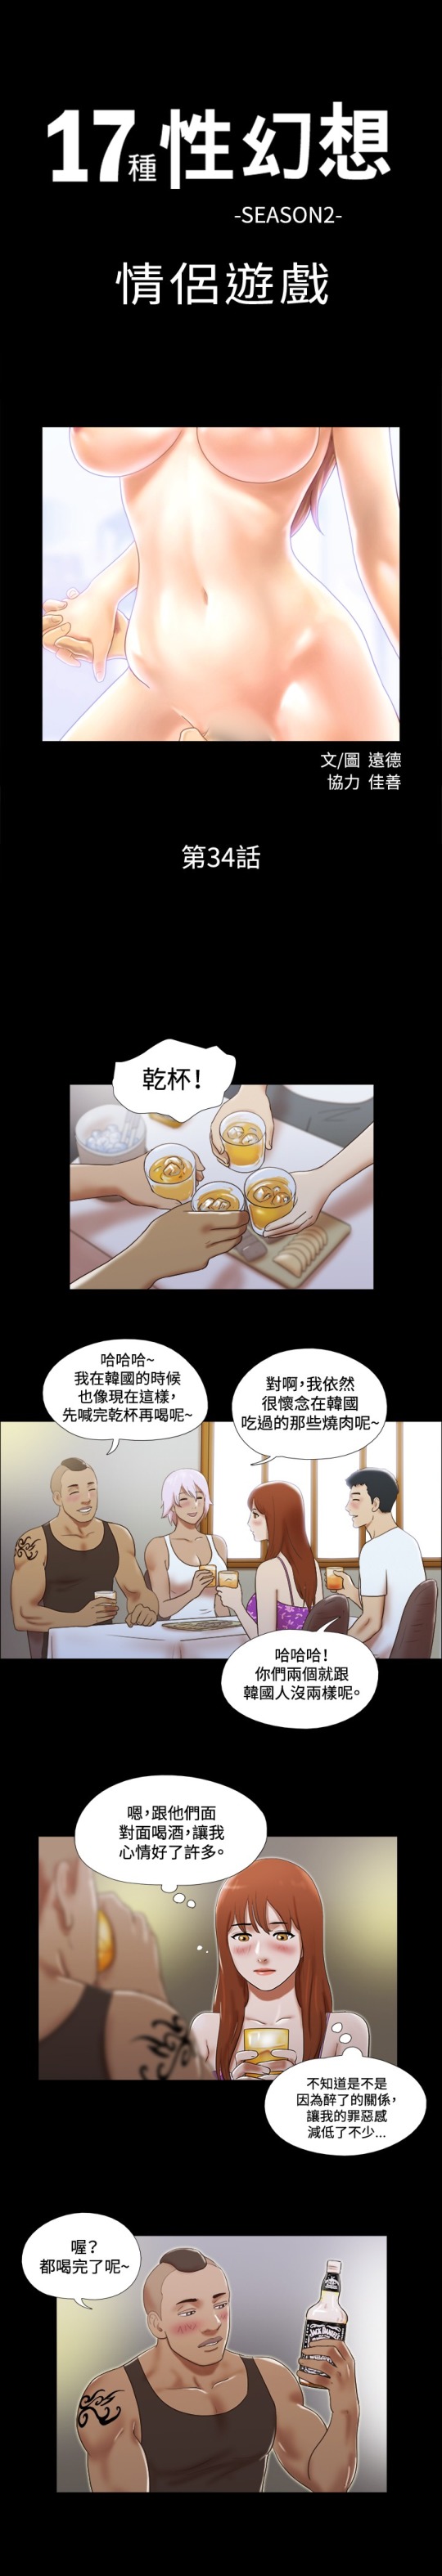 17種性幻想
-SEASON2-
情侶遊戲
文/圖 遠德
協力 佳善
第34話
乾杯!
哈哈哈~
我在韓國的時候
也像現在這樣,
先喊完乾杯再喝呢~
對啊,我依然
很懷念在韓國
吃過的那些燒肉呢~
哈哈哈!
你們兩個就跟
韓國人沒兩樣呢。
嗯,跟他們面
對面喝酒,讓我
心情好了許多。
不知道是不是
因為醉了的關係,
讓我的罪惡感
減低了不少...
喔?
都喝完了呢~